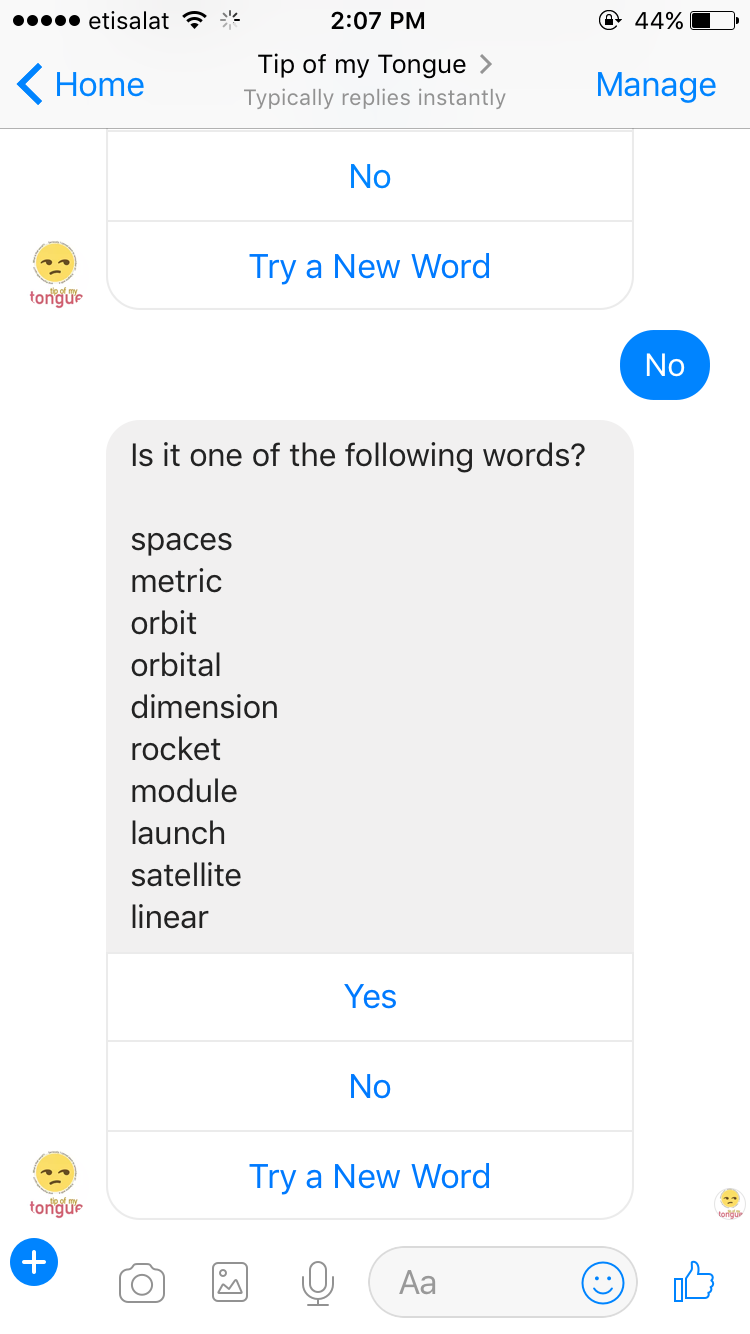 etisalat 2:07 PM 44%
Home Tip of my Tongue Manage
Typically replies instantly
No
Try a New Word
tip of my
tongue
No
Is it one of the following words?
spaces
metric
orbit
orbital
dimension
rocket
module
launch
satellite
linear
Yes
No
Try a New Word
tip of my
tongue
tongue
Aa